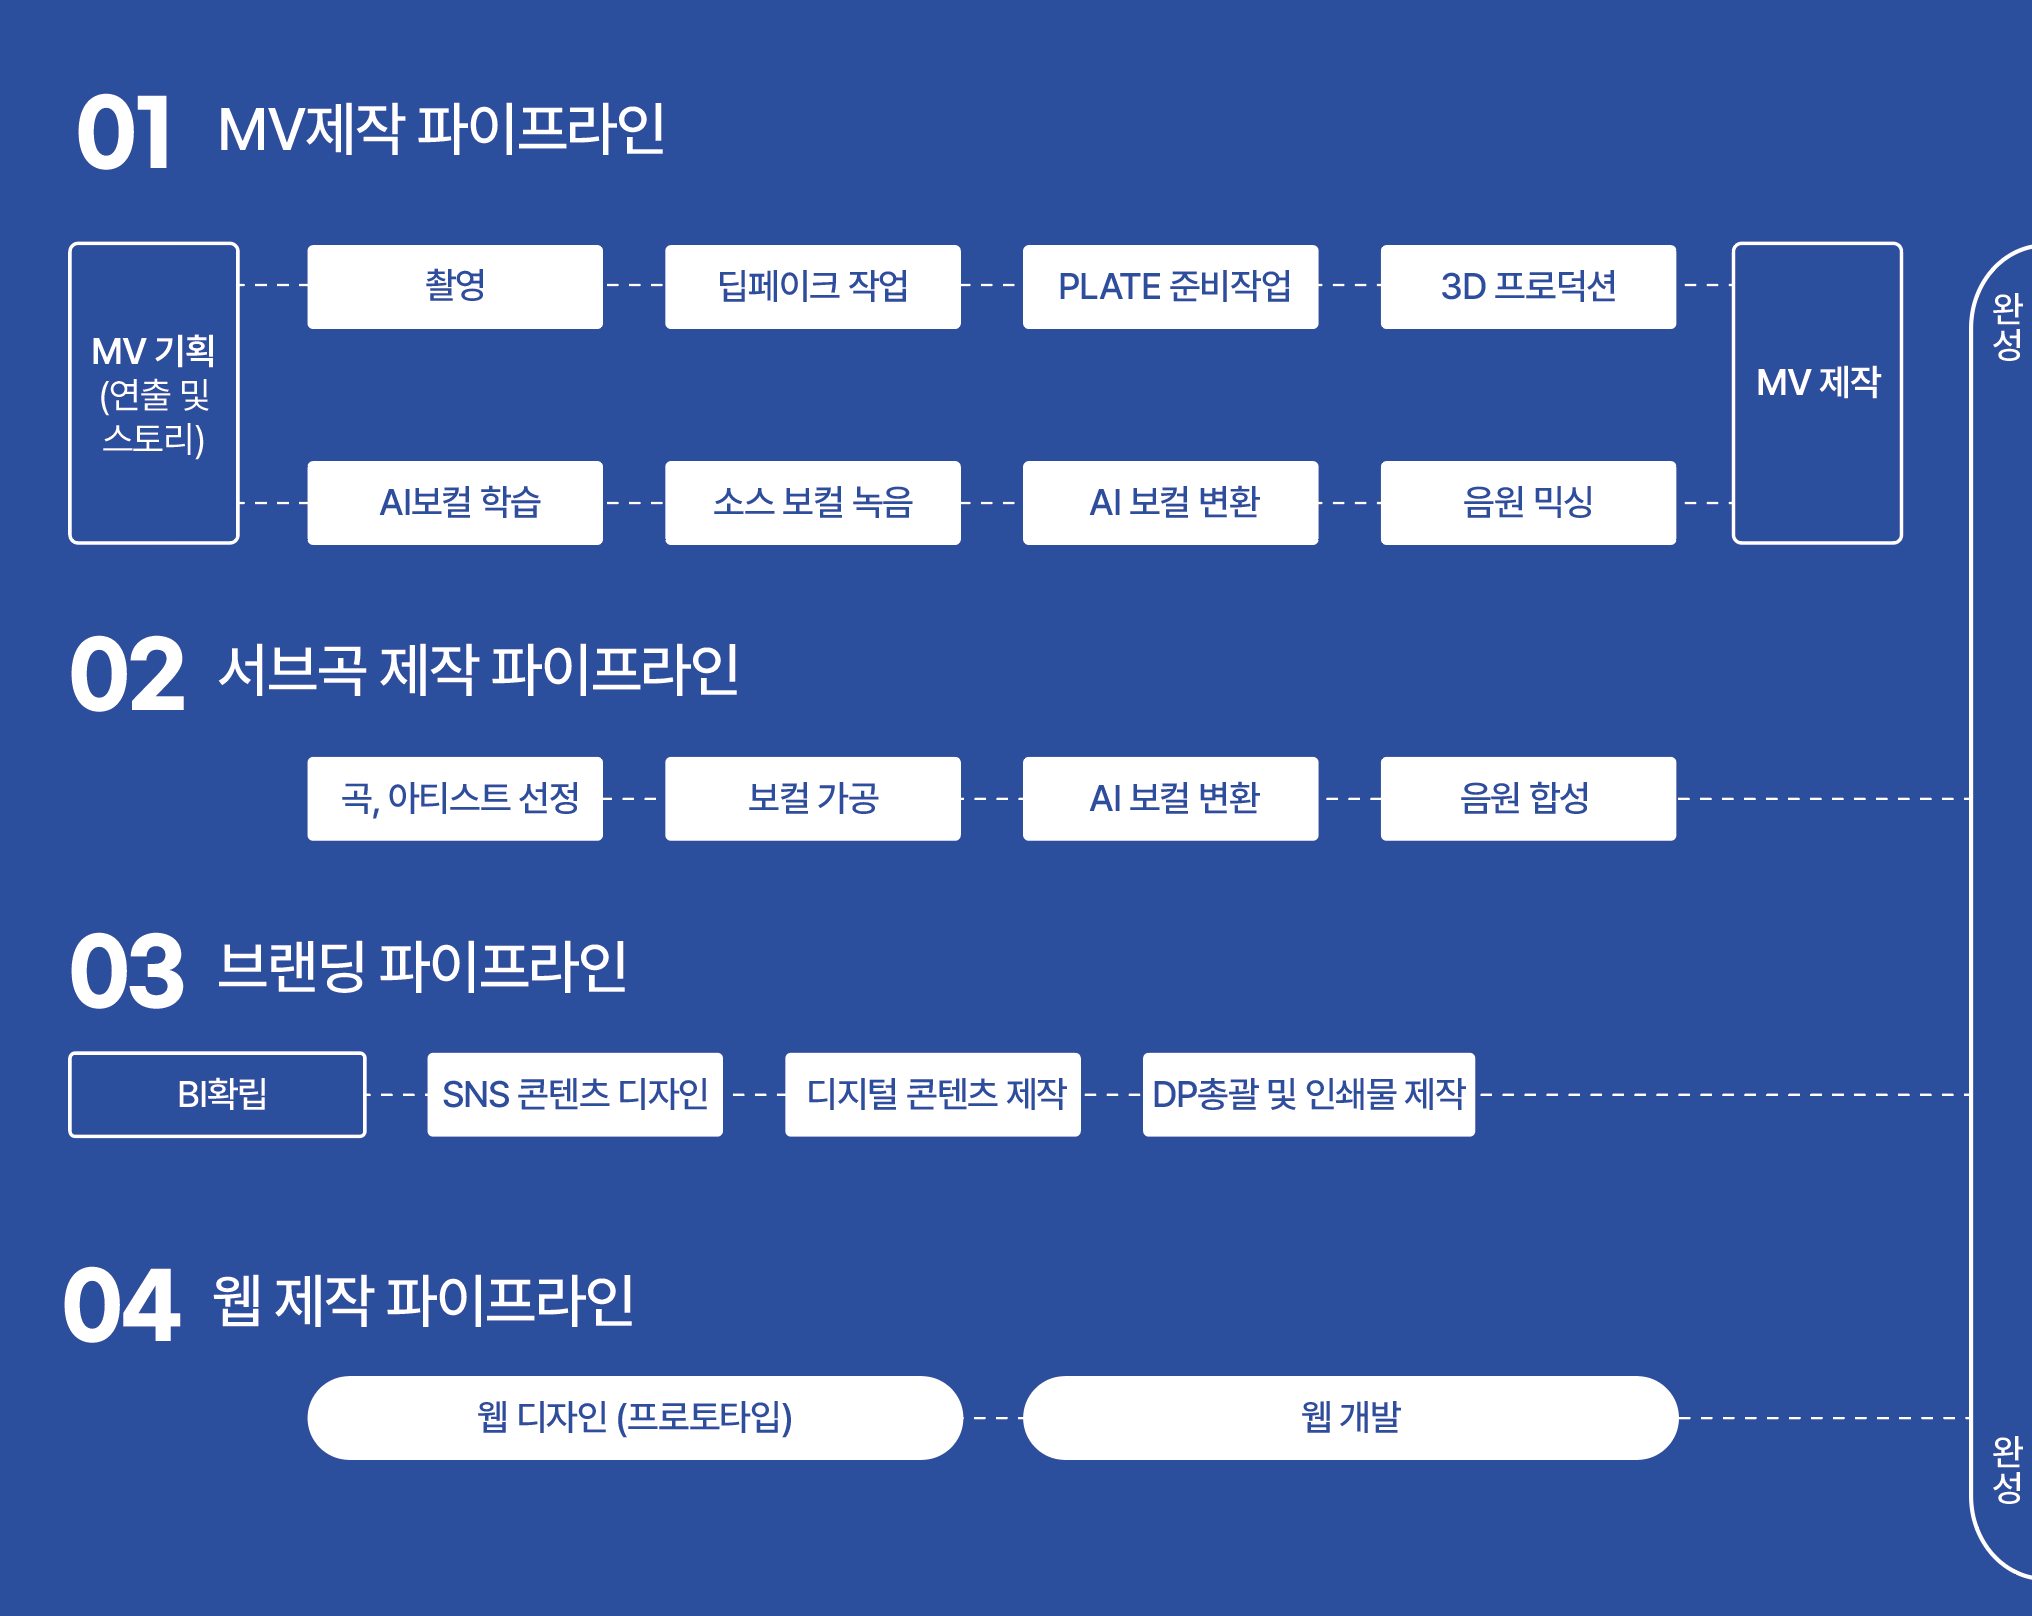 01 MV제작 파이프라인
MV 기획
(연출 및
스토리)
촬영
딥페이크 작업
PLATE 준비작업
3D 프로덕션
AI보컬 학습
소스 보컬 녹음
AI 보컬 변환
음원 믹싱
MV 제작
02 서브곡 제작 파이프라인
곡, 아티스트 선정
보컬 가공
AI 보컬 변환
음원 합성
03 브랜딩 파이프라인
BI확립
SNS 콘텐츠 디자인
디지털 콘텐츠 제작
DP총괄 및 인쇄물 제작
04 웹 제작 파이프라인
웹 디자인 (프로토타입)
웹 개발
완성
완성